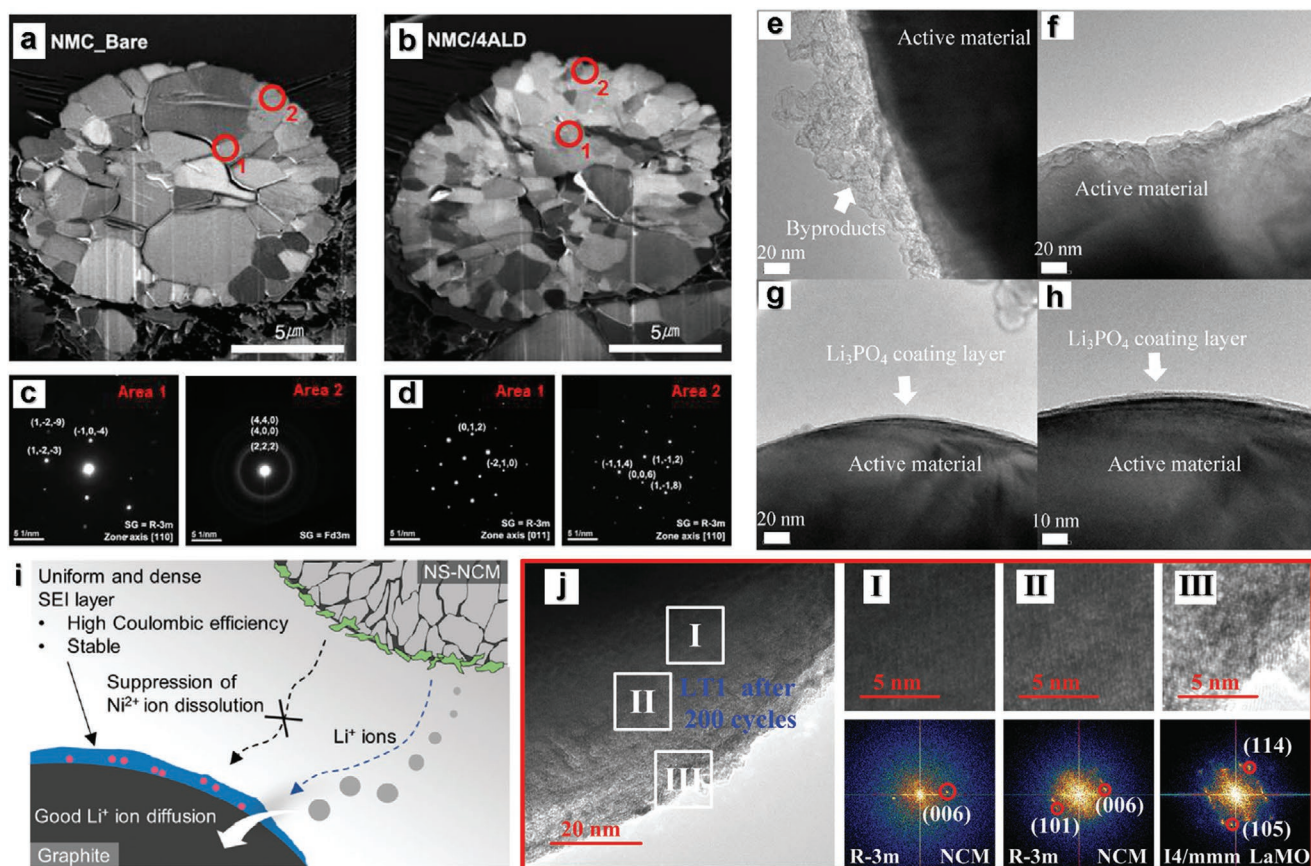 a
NMC_Bare
2
1
5㎛
b
NMC/4ALD
2
1
5㎛
c
Area 1
(1,-2,-9)
(-1,0,-4)
(1,-2,-3)
5 1/nm
SG = R-3m
Zone axis [110]
Area 2
(4,4,0)
(4,0,0)
(2,2,2)
5 1/nm
SG = Fd3m
d
Area 1
(0,1,2)
(-2,1,0)
5 1/nm
SG = R-3m
Zone axis [011]
Area 2
(1,-1,2)
(-1,1,4)
(0,0,6)
(1,-1,8)
5 1/nm
SG = R-3m
Zone axis [110]
e
Active material
Byproducts
20 nm
f
Active material
20 nm
g
Li₃PO₄ coating layer
Active material
20 nm
h
Li₃PO₄ coating layer
Active material
10 nm
i
Uniform and dense
SEI layer
• High Coulombic efficiency
• Stable
NS-NCM
Suppression of
Ni²⁺ ion dissolution
Li⁺ ions
Good Li⁺ ion diffusion
Graphite
j
I
II
LT1 after
200 cycles
III
20 nm
I
5 nm
II
5 nm
III
5 nm
(006)
R-3m NCM
(101)
(006)
R-3m NCM
(114)
(105)
I4/mmm LaMO